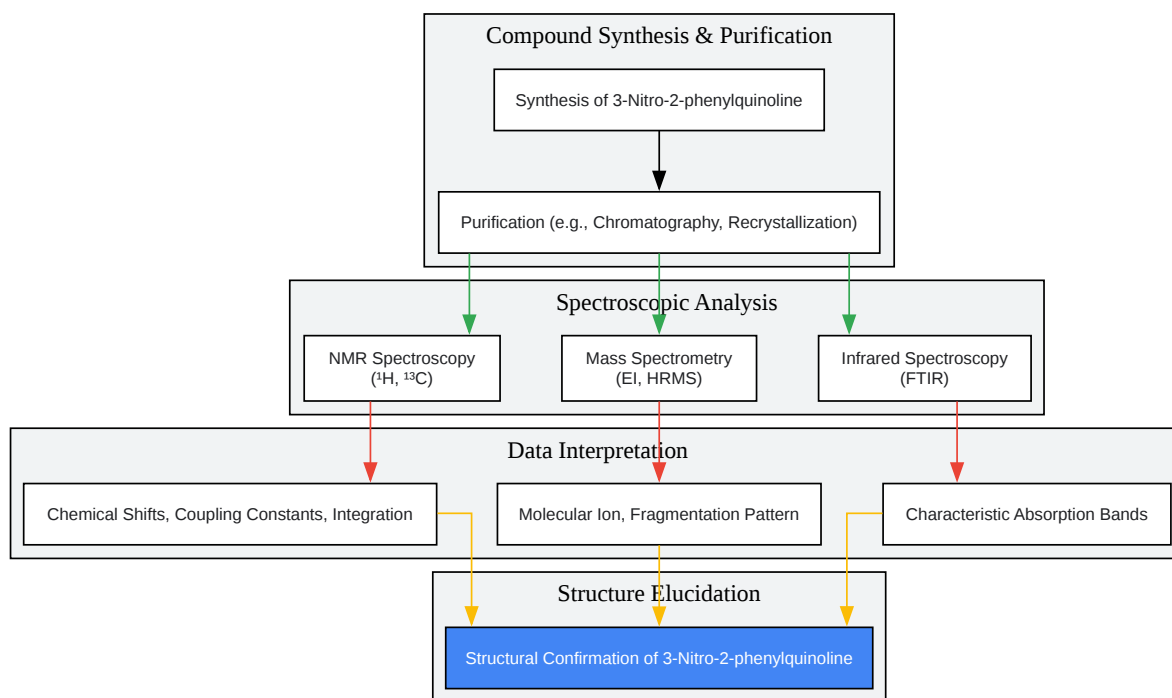 Compound Synthesis & Purification
Synthesis of 3-Nitro-2-phenylquinoline
Purification (e.g., Chromatography, Recrystallization)
Spectroscopic Analysis
NMR Spectroscopy
(¹H, ¹³C)
Mass Spectrometry
(EI, HRMS)
Infrared Spectroscopy
(FTIR)
Data Interpretation
Chemical Shifts, Coupling Constants, Integration
Molecular Ion, Fragmentation Pattern
Characteristic Absorption Bands
Structure Elucidation
Structural Confirmation of 3-Nitro-2-phenylquinoline